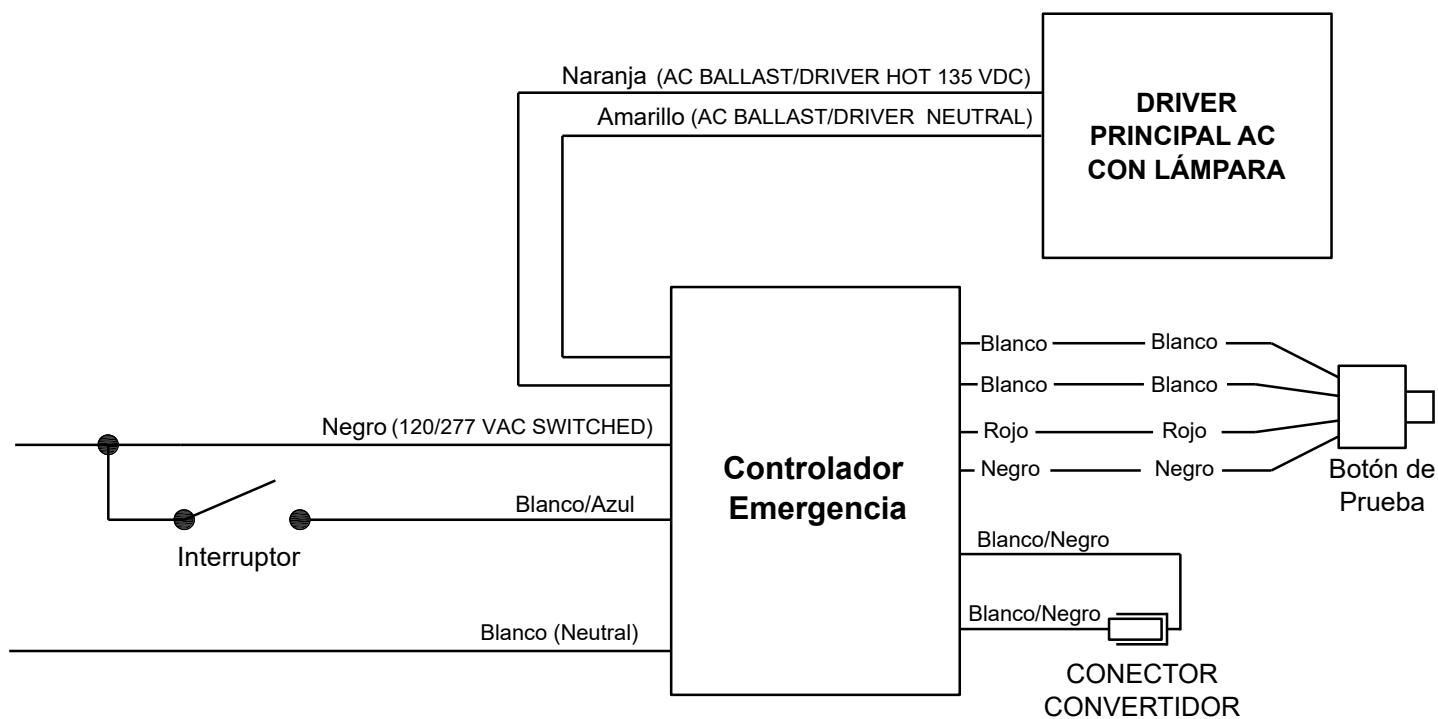 Naranja (AC BALLAST/DRIVER HOT 135 VDC)
Amarillo (AC BALLAST/DRIVER NEUTRAL)
DRIVER
PRINCIPAL AC
CON LÁMPARA
Negro (120/277 VAC SWITCHED)
Blanco/Azul
Interruptor
Blanco (Neutral)
Controlador
Emergencia
Blanco Blanco
Blanco Blanco
Rojo Rojo
Negro Negro
Botón de
Prueba
Blanco/Negro
Blanco/Negro
CONECTOR
CONVERTIDOR